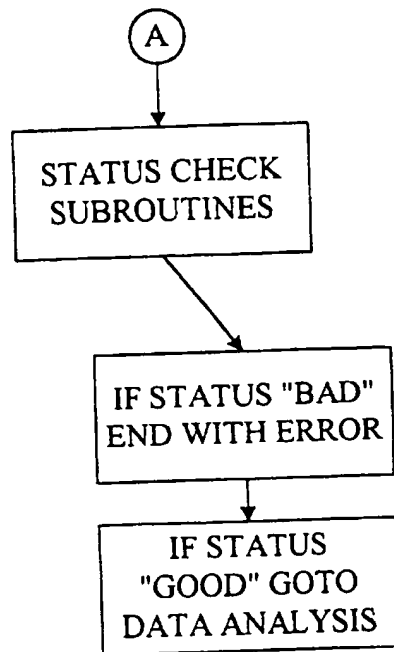 A
STATUS CHECK
SUBROUTINES
IF STATUS "BAD"
END WITH ERROR
IF STATUS
"GOOD" GOTO
DATA ANALYSIS